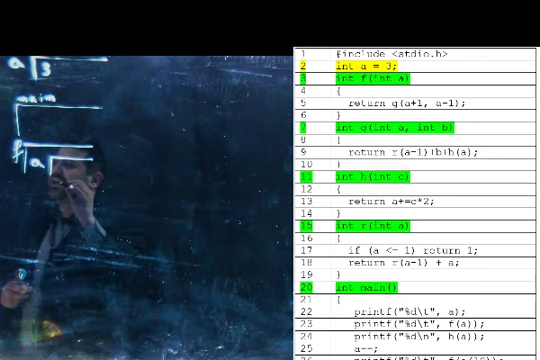 a 3
main
f a
1 #include <stdio.h>
2 int a = 3;
3 int f(int a)
4 {
5 return g(a+1, a-1);
6 }
7 int g(int a, int b)
8 {
9 return r(a-1)+b+h(a);
10 }
11 int h(int c)
12 {
13 return a+=c*2;
14 }
15 int r(int a)
16 {
17 if (a <= 1) return 1;
18 return r(a-1) + a;
19 }
20 int main()
21 {
22 printf("%d\t", a);
23 printf("%d\t", f(a));
24 printf("%d\n", h(a));
25 a--;